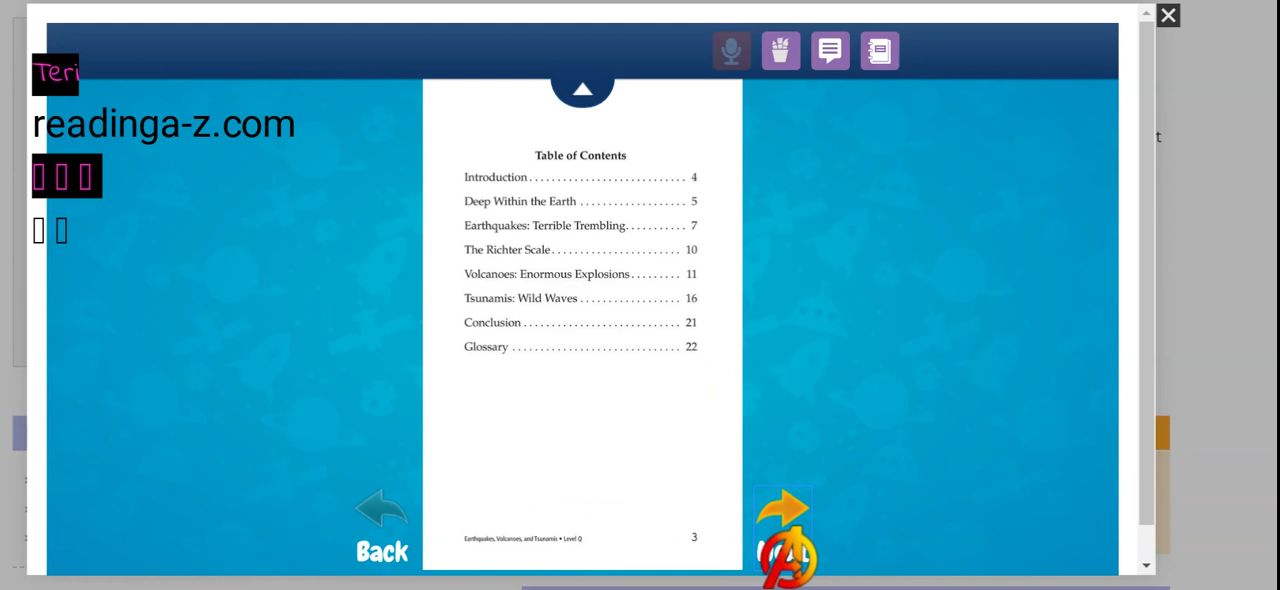 Teri
readinga-z.com
Table of Contents
Introduction . . . . . . . . . . . . . . . . . . . . . . . . . . . . 4
Deep Within the Earth . . . . . . . . . . . . . . . . . . . 5
Earthquakes: Terrible Trembling. . . . . . . . . . . 7
The Richter Scale . . . . . . . . . . . . . . . . . . . . . . . 10
Volcanoes: Enormous Explosions . . . . . . . . . 11
Tsunamis: Wild Waves . . . . . . . . . . . . . . . . . . 16
Conclusion . . . . . . . . . . . . . . . . . . . . . . . . . . . . 21
Glossary . . . . . . . . . . . . . . . . . . . . . . . . . . . . . . 22
Earthquakes, Volcanoes, and Tsunamis • Level Q 3
Back